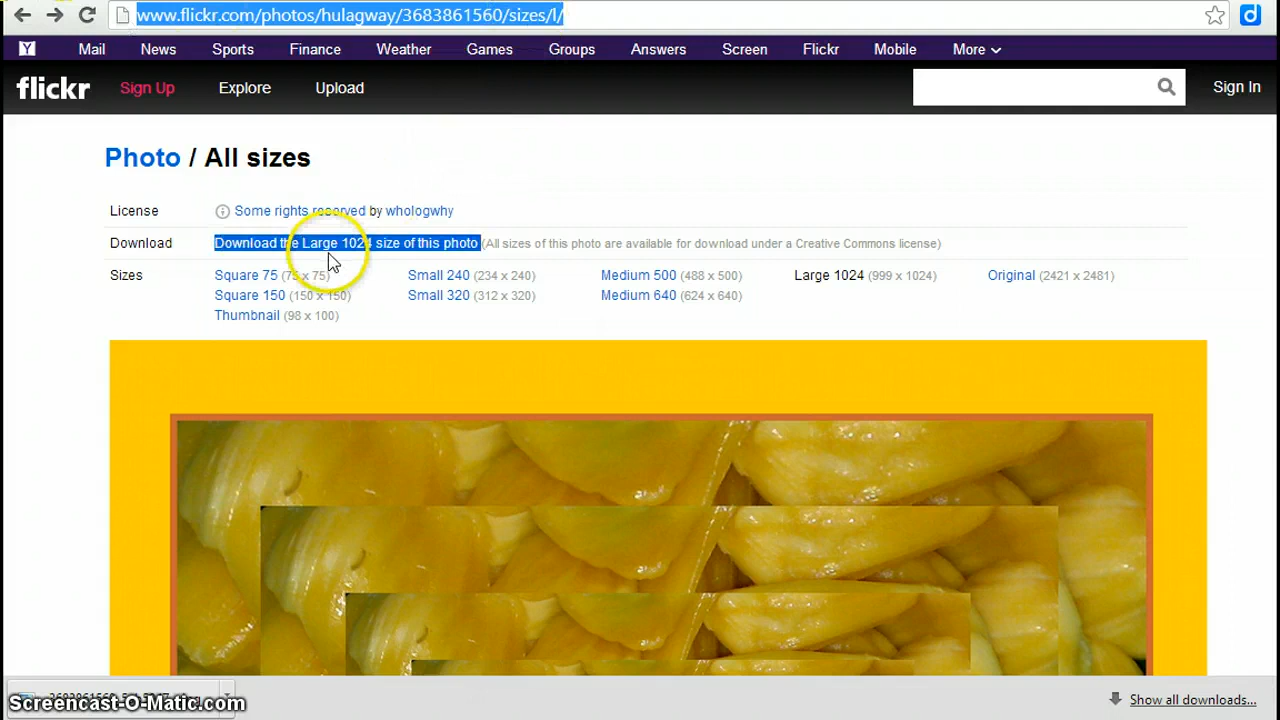 www.flickr.com/photos/hulagway/3683861560/sizes/l/
Y Mail News Sports Finance Weather Games Groups Answers Screen Flickr Mobile More
flickr Sign Up Explore Upload Sign In
Photo / All sizes
License Some rights reserved by whologwhy
Download Download the Large 1024 size of this photo (All sizes of this photo are available for download under a Creative Commons license)
Sizes Square 75 (75 x 75) Small 240 (234 x 240) Medium 500 (488 x 500) Large 1024 (999 x 1024) Original (2421 x 2481)
Square 150 (150 x 150) Small 320 (312 x 320) Medium 640 (624 x 640)
Thumbnail (98 x 100)
Screencast-O-Matic.com Show all downloads...